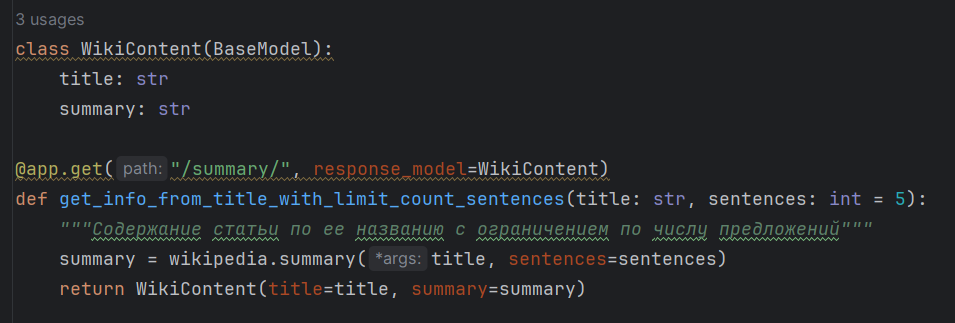 3 usages
class WikiContent(BaseModel):
    title: str
    summary: str
@app.get( path: "/summary/", response_model=WikiContent)
def get_info_from_title_with_limit_count_sentences(title: str, sentences: int = 5):
    """Содержание статьи по ее названию с ограничением по числу предложений"""
    summary = wikipedia.summary( *args: title, sentences=sentences)
    return WikiContent(title=title, summary=summary)